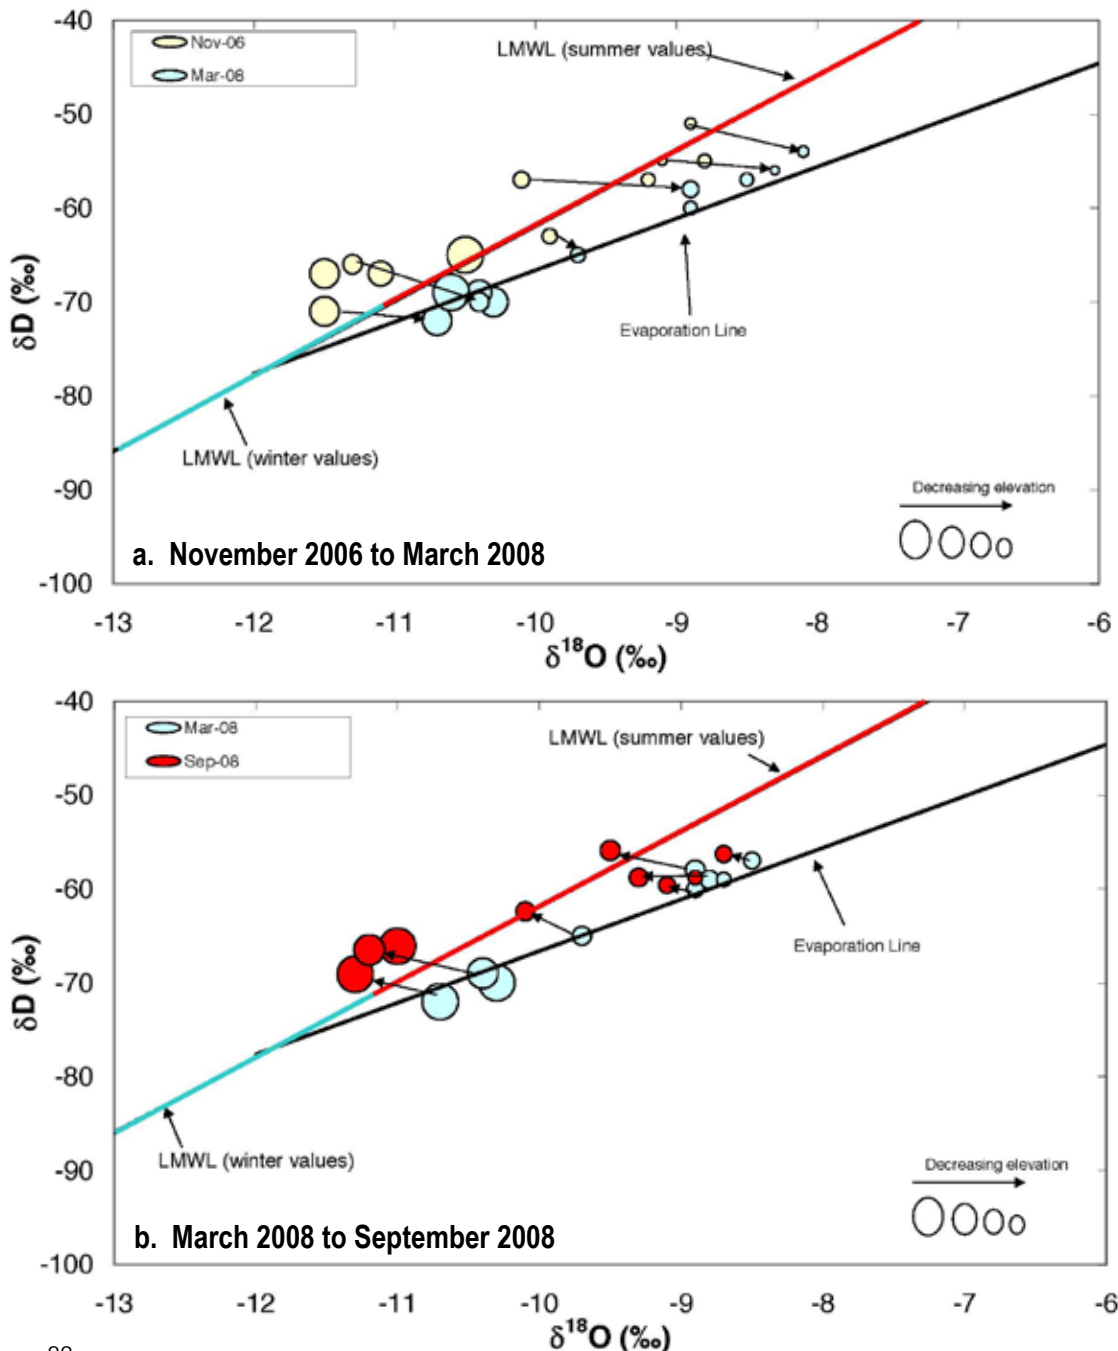 -40
Nov-06
Mar-08
LMWL (summer values)
-50
-60
-70
-80
-90
-100
δD (‰)
Evaporation Line
LMWL (winter values)
Decreasing elevation
a. November 2006 to March 2008
-13 -12 -11 -10 -9 -8 -7 -6
δ18O (‰)
-40
Mar-08
Sep-08
LMWL (summer values)
-50
-60
-70
-80
-90
-100
δD (‰)
Evaporation Line
LMWL (winter values)
Decreasing elevation
b. March 2008 to September 2008
-13 -12 -11 -10 -9 -8 -7 -6
δ18O (‰)